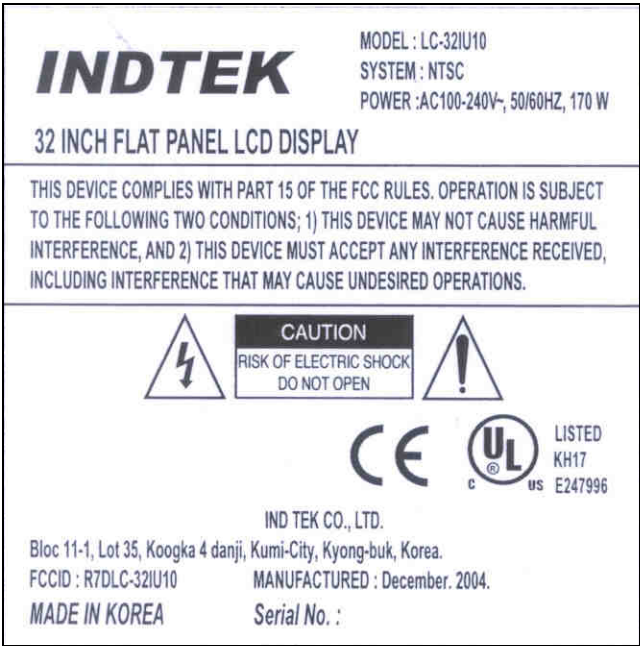 INDTEK
MODEL : LC-32IU10
SYSTEM : NTSC
POWER :AC100-240V~, 50/60HZ, 170 W
32 INCH FLAT PANEL LCD DISPLAY
THIS DEVICE COMPLIES WITH PART 15 OF THE FCC RULES. OPERATION IS SUBJECT
TO THE FOLLOWING TWO CONDITIONS; 1) THIS DEVICE MAY NOT CAUSE HARMFUL
INTERFERENCE, AND 2) THIS DEVICE MUST ACCEPT ANY INTERFERENCE RECEIVED,
INCLUDING INTERFERENCE THAT MAY CAUSE UNDESIRED OPERATIONS.
CAUTION
RISK OF ELECTRIC SHOCK
DO NOT OPEN
CE
C UL ® US
LISTED
KH17
E247996
IND TEK CO., LTD.
Bloc 11-1, Lot 35, Koogka 4 danji, Kumi-City, Kyong-buk, Korea.
FCCID : R7DLC-32IU10 MANUFACTURED : December. 2004.
MADE IN KOREA Serial No. :